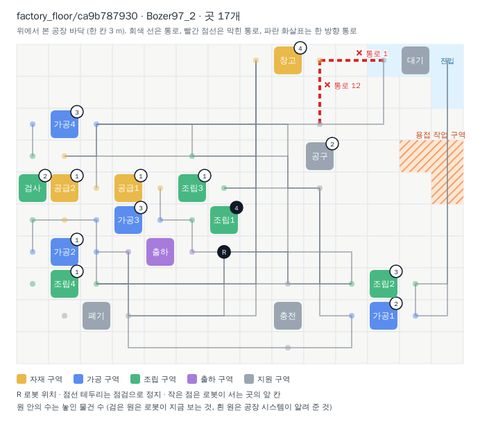 factory_floor/ca9b787930 · Bozer97_2 · 곳 17개
위에서 본 공장 바닥 (한 칸 3 m). 회색 선은 통로, 빨간 점선은 막힌 통로, 파란 화살표는 한 방향 통로
창고 4
✕ 통로 1
대기
전립
✕ 통로 12
가공4 3
용접 작업 구역
공구 2
검사 2
공급2 1
공급1 1
조립3 1
가공3 3
조립1 4
가공2 1
출하
R
조립4 1
조립2 3
폐기
충전
가공1 2
자재 구역
가공 구역
조립 구역
출하 구역
지원 구역
R 로봇 위치 · 점선 테두리는 점검으로 정지 · 작은 점은 로봇이 서는 곳의 앞 칸
원 안의 수는 놓인 물건 수 (검은 원은 로봇이 지금 보는 것, 흰 원은 공장 시스템이 알려 준 것)